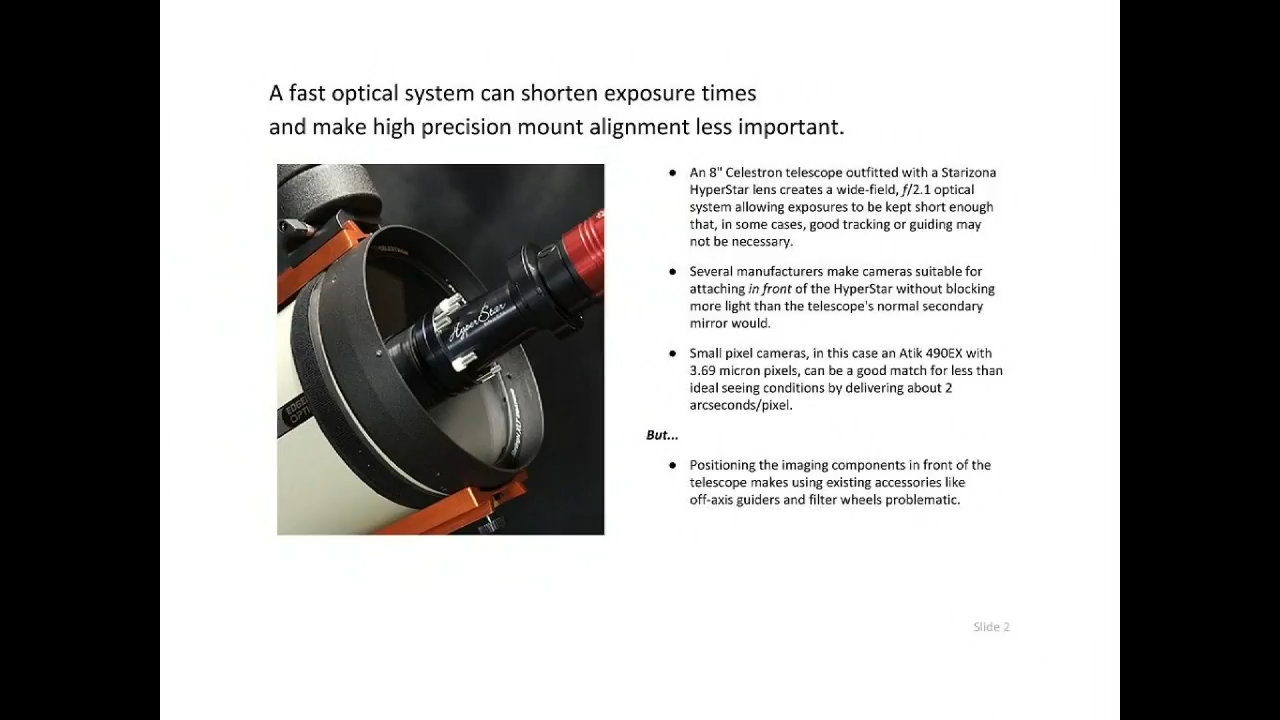 A fast optical system can shorten exposure times
and make high precision mount alignment less important.
● An 8" Celestron telescope outfitted with a Starizona
HyperStar lens creates a wide-field, f/2.1 optical
system allowing exposures to be kept short enough
that, in some cases, good tracking or guiding may
not be necessary.
● Several manufacturers make cameras suitable for
attaching in front of the HyperStar without blocking
more light than the telescope's normal secondary
mirror would.
● Small pixel cameras, in this case an Atik 490EX with
3.69 micron pixels, can be a good match for less than
ideal seeing conditions by delivering about 2
arcseconds/pixel.
But...
● Positioning the imaging components in front of the
telescope makes using existing accessories like
off-axis guiders and filter wheels problematic.
HyperStar
EDGE
OPTI
Slide 2